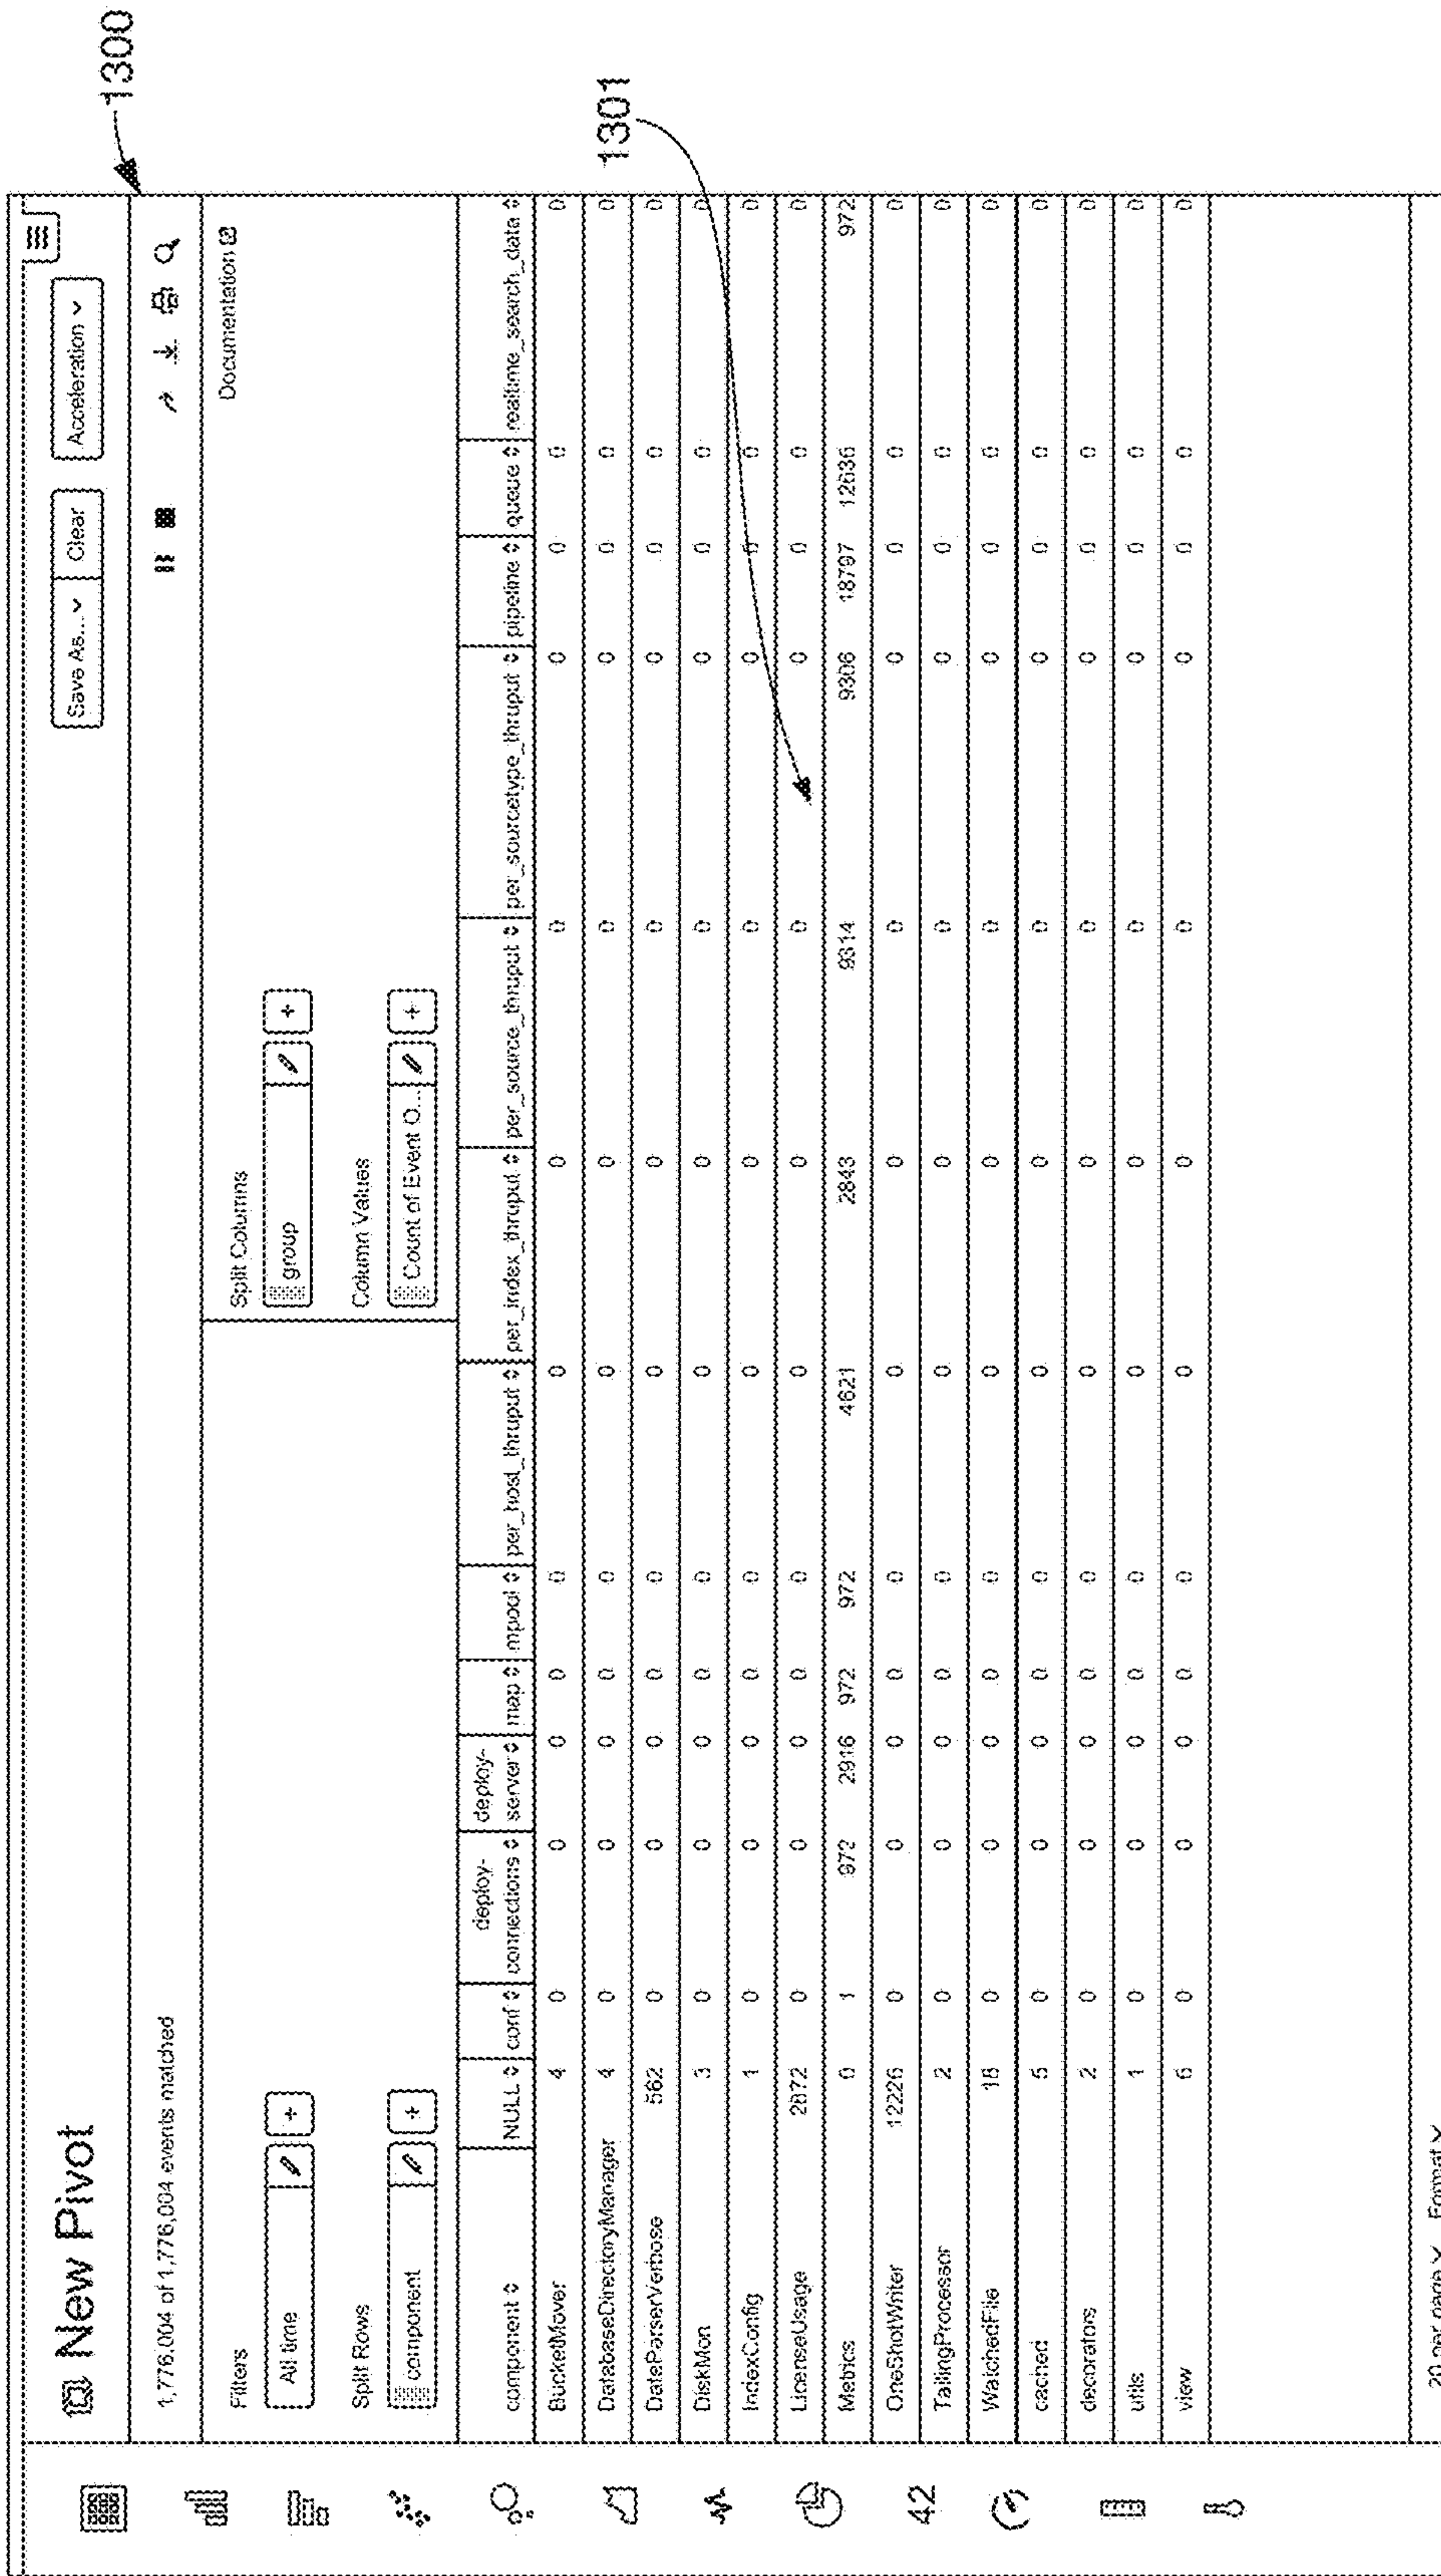 1300
1301
New Pivot
Save As... Clear Acceleration
1,776,004 of 1,776,004 events matched
Filters Split Columns Documentation
All time + group +
Split Rows Column Values
component + Count of Event O... +
component NULL conf deploy-connections deploy-server map mpool per_host_thruput per_index_thruput per_source_thruput per_sourcetype_thruput pipeline queue realtime_search_data
BucketMover 4 0 0 0 0 0 0 0 0 0 0 0 0
DatabaseDirectoryManager 4 0 0 0 0 0 0 0 0 0 0 0 0
DateParserVerbose 562 0 0 0 0 0 0 0 0 0 0 0 0
DiskMon 3 0 0 0 0 0 0 0 0 0 0 0 0
IndexConfig 1 0 0 0 0 0 0 0 0 0 0 0 0
LicenseUsage 2872 0 0 0 0 0 0 0 0 0 0 0 0
Metrics 0 1 972 2916 972 972 4621 2843 9314 9306 18797 12636 972
OneShotWriter 12226 0 0 0 0 0 0 0 0 0 0 0 0
TailingProcessor 2 0 0 0 0 0 0 0 0 0 0 0 0
WatchedFile 18 0 0 0 0 0 0 0 0 0 0 0 0
cached 5 0 0 0 0 0 0 0 0 0 0 0 0
decorators 2 0 0 0 0 0 0 0 0 0 0 0 0
utils 1 0 0 0 0 0 0 0 0 0 0 0 0
view 6 0 0 0 0 0 0 0 0 0 0 0 0
20 per page Format
42